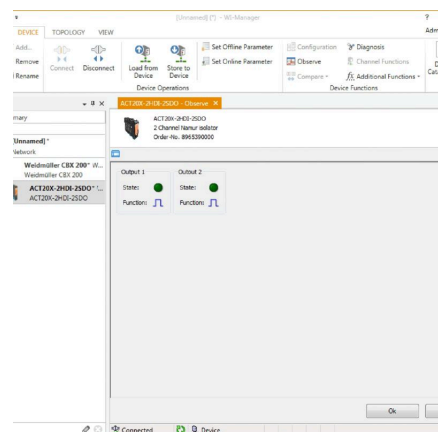 [Unnamed] (*) - WI-Manager
?
DEVICE TOPOLOGY VIEW
Add...
Remove
Rename
Connect
Disconnect
Load from Device
Store to Device
Set Offline Parameter
Set Online Parameter
Device Operations
Configuration
Observe
Compare
Diagnosis
Channel Functions
Additional Functions
Device Functions
ACT20X-2HDI-2SDO - Observe
ACT20X-2HDI-2SDO
2 Channel Namur isolator
Order-No. 8965390000
Weidmüller CBX 200*
Weidmüller CBX 200
ACT20X-2HDI-2SDO*
ACT20X-2HDI-2SDO
Output 1
State:
Function:
Output 2
State:
Function:
Ok
Connected
Device